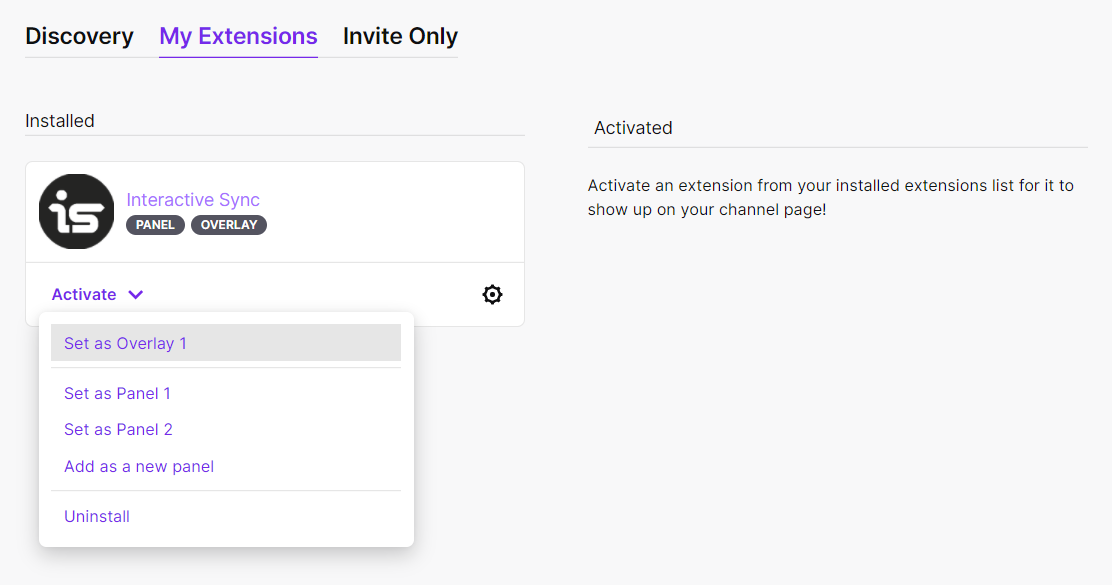 Discovery My Extensions Invite Only
Installed
is
Interactive Sync
PANEL OVERLAY
Activate
Set as Overlay 1
Set as Panel 1
Set as Panel 2
Add as a new panel
Uninstall
Activated
Activate an extension from your installed extensions list for it to
show up on your channel page!